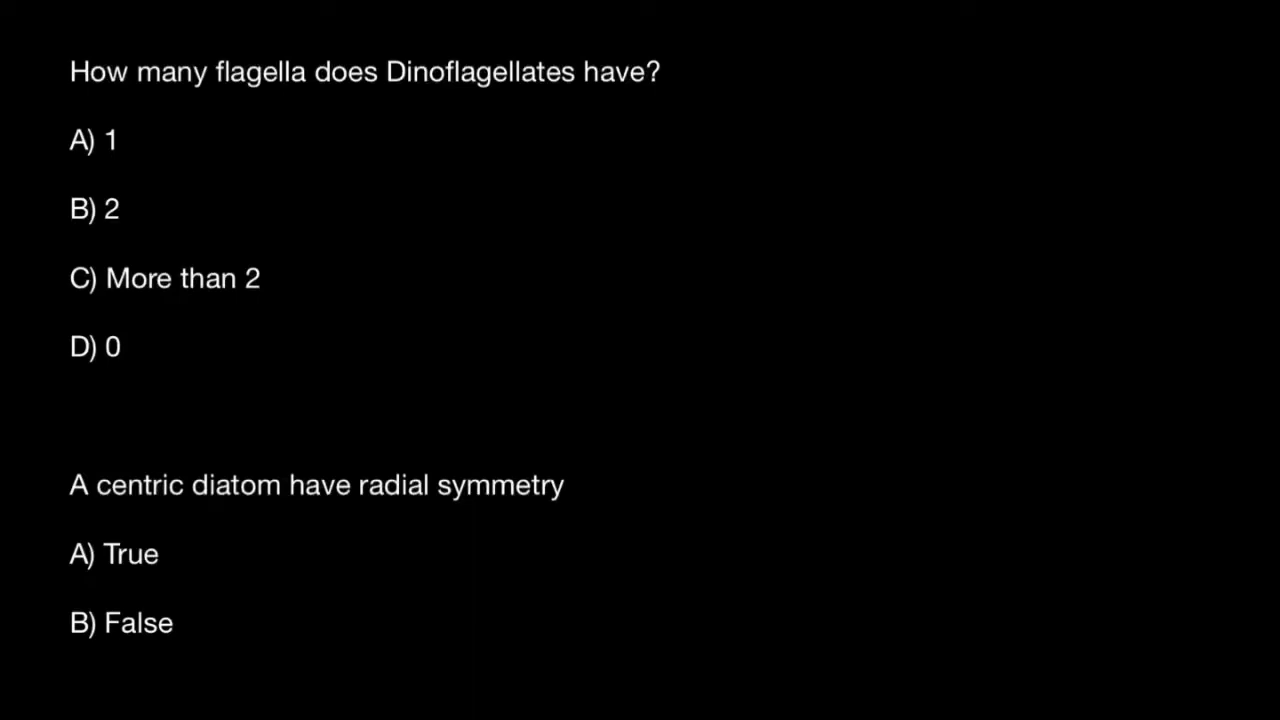 How many flagella does Dinoflagellates have?
A) 1
B) 2
C) More than 2
D) 0
A centric diatom have radial symmetry
A) True
B) False